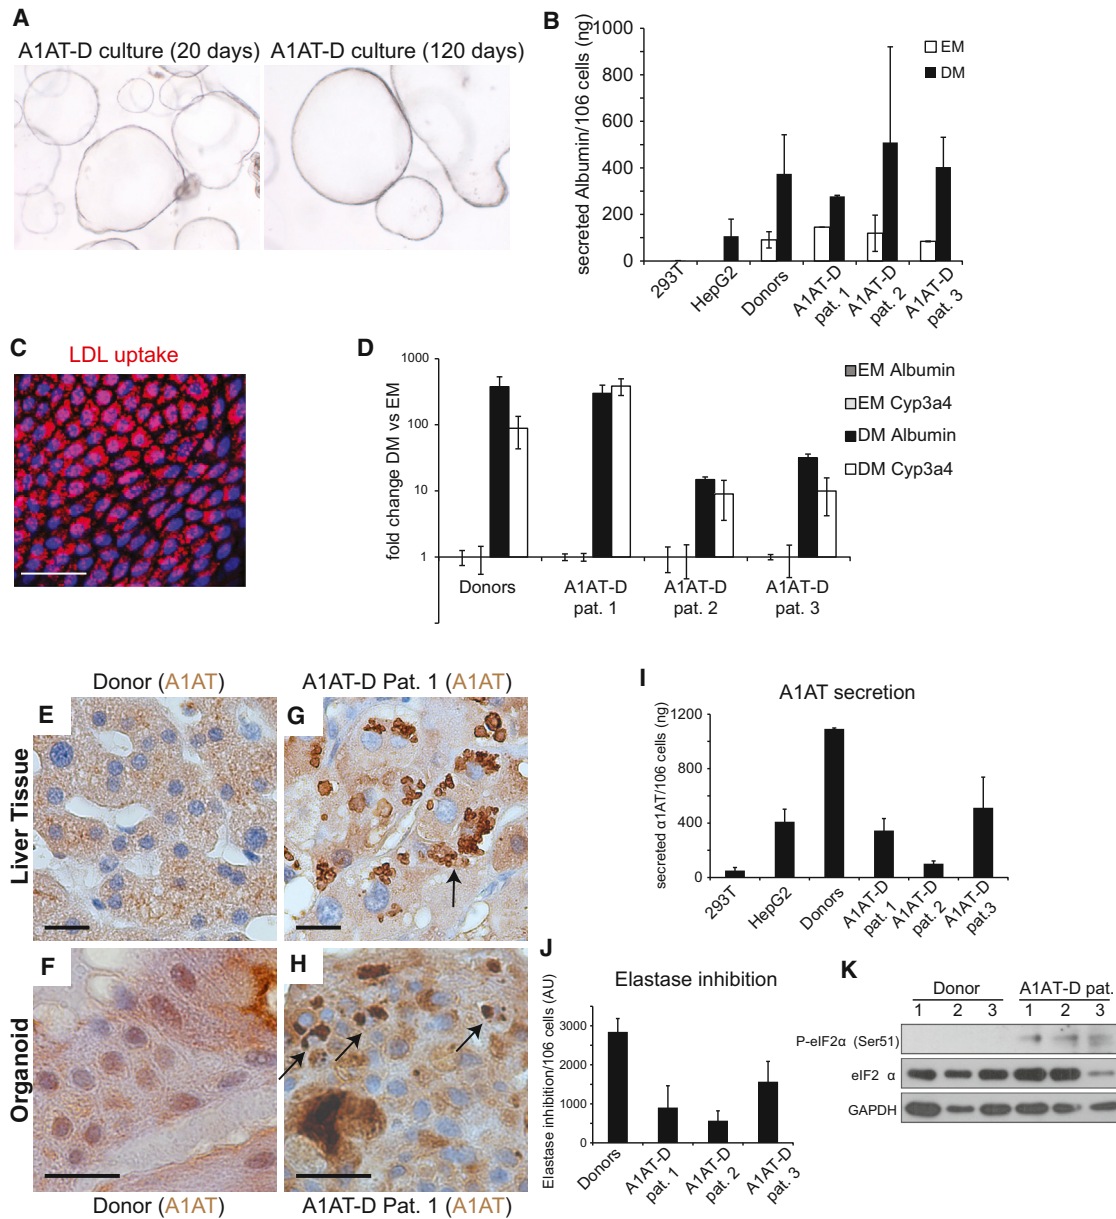 A
A1AT-D culture (20 days)
A1AT-D culture (120 days)
B
secreted Albumin/106 cells (ng)
1000
800
600
400
200
0
EM
DM
293T
HepG2
Donors
A1AT-D pat. 1
A1AT-D pat. 2
A1AT-D pat. 3
C
LDL uptake
D
fold change DM vs EM
1000
100
10
1
EM Albumin
EM Cyp3a4
DM Albumin
DM Cyp3a4
Donors
A1AT-D pat. 1
A1AT-D pat. 2
A1AT-D pat. 3
Donor (A1AT)
A1AT-D Pat. 1 (A1AT)
Liver Tissue
E
G
Organoid
F
H
Donor (A1AT)
A1AT-D Pat. 1 (A1AT)
I
A1AT secretion
secreted α1AT/106 cells (ng)
1200
800
400
0
293T
HepG2
Donors
A1AT-D pat. 1
A1AT-D pat. 2
A1AT-D pat.3
J
Elastase inhibition
Elastase inhibition/106 cells (AU)
3000
2000
1000
0
Donors
A1AT-D pat. 1
A1AT-D pat. 2
A1AT-D pat. 3
K
Donor
A1AT-D pat.
1 2 3 1 2 3
P-eIF2α (Ser51)
eIF2 α
GAPDH